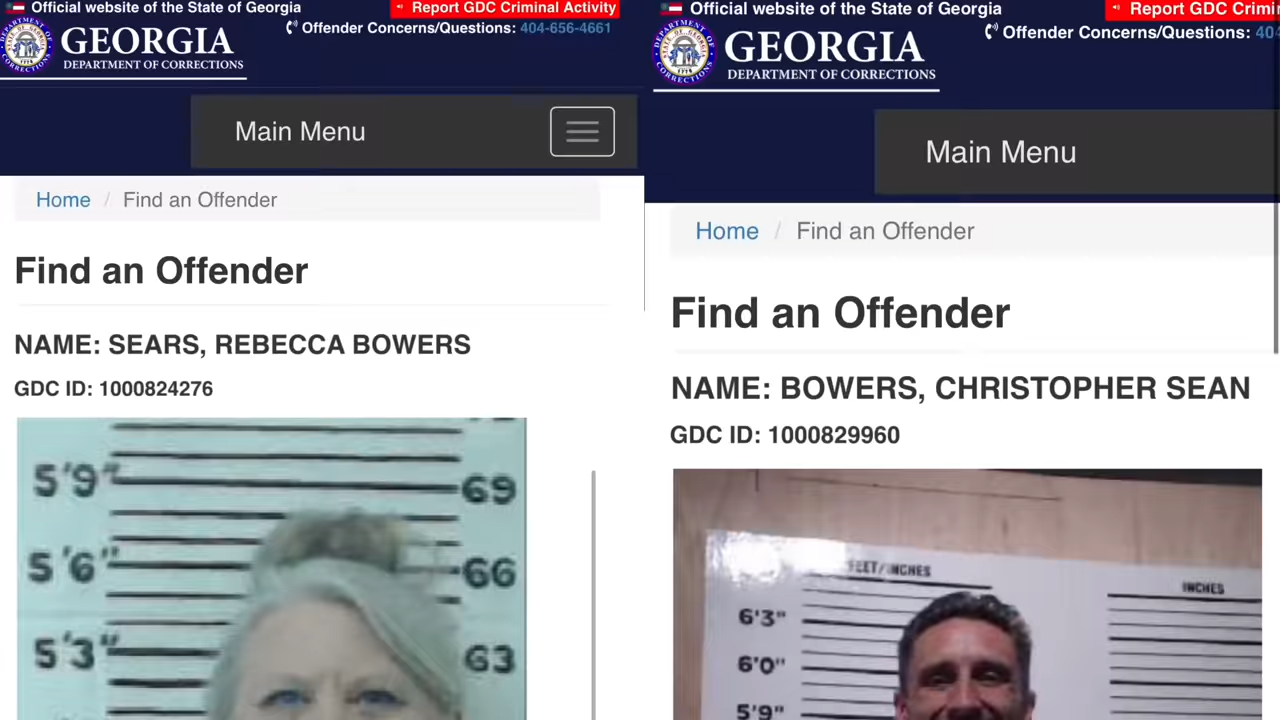 Official website of the State of Georgia
Report GDC Criminal Activity
Offender Concerns/Questions: 404-656-4661
GEORGIA
DEPARTMENT OF CORRECTIONS
Main Menu
Home / Find an Offender
Find an Offender
NAME: SEARS, REBECCA BOWERS
GDC ID: 1000824276
5'9" 69
5'6" 66
5'3" 63
Official website of the State of Georgia
Report GDC Crimi
Offender Concerns/Questions: 40
GEORGIA
DEPARTMENT OF CORRECTIONS
Main Menu
Home / Find an Offender
Find an Offender
NAME: BOWERS, CHRISTOPHER SEAN
GDC ID: 1000829960
FEET/INCHES
INCHES
6'3"
6'0"
5'9"